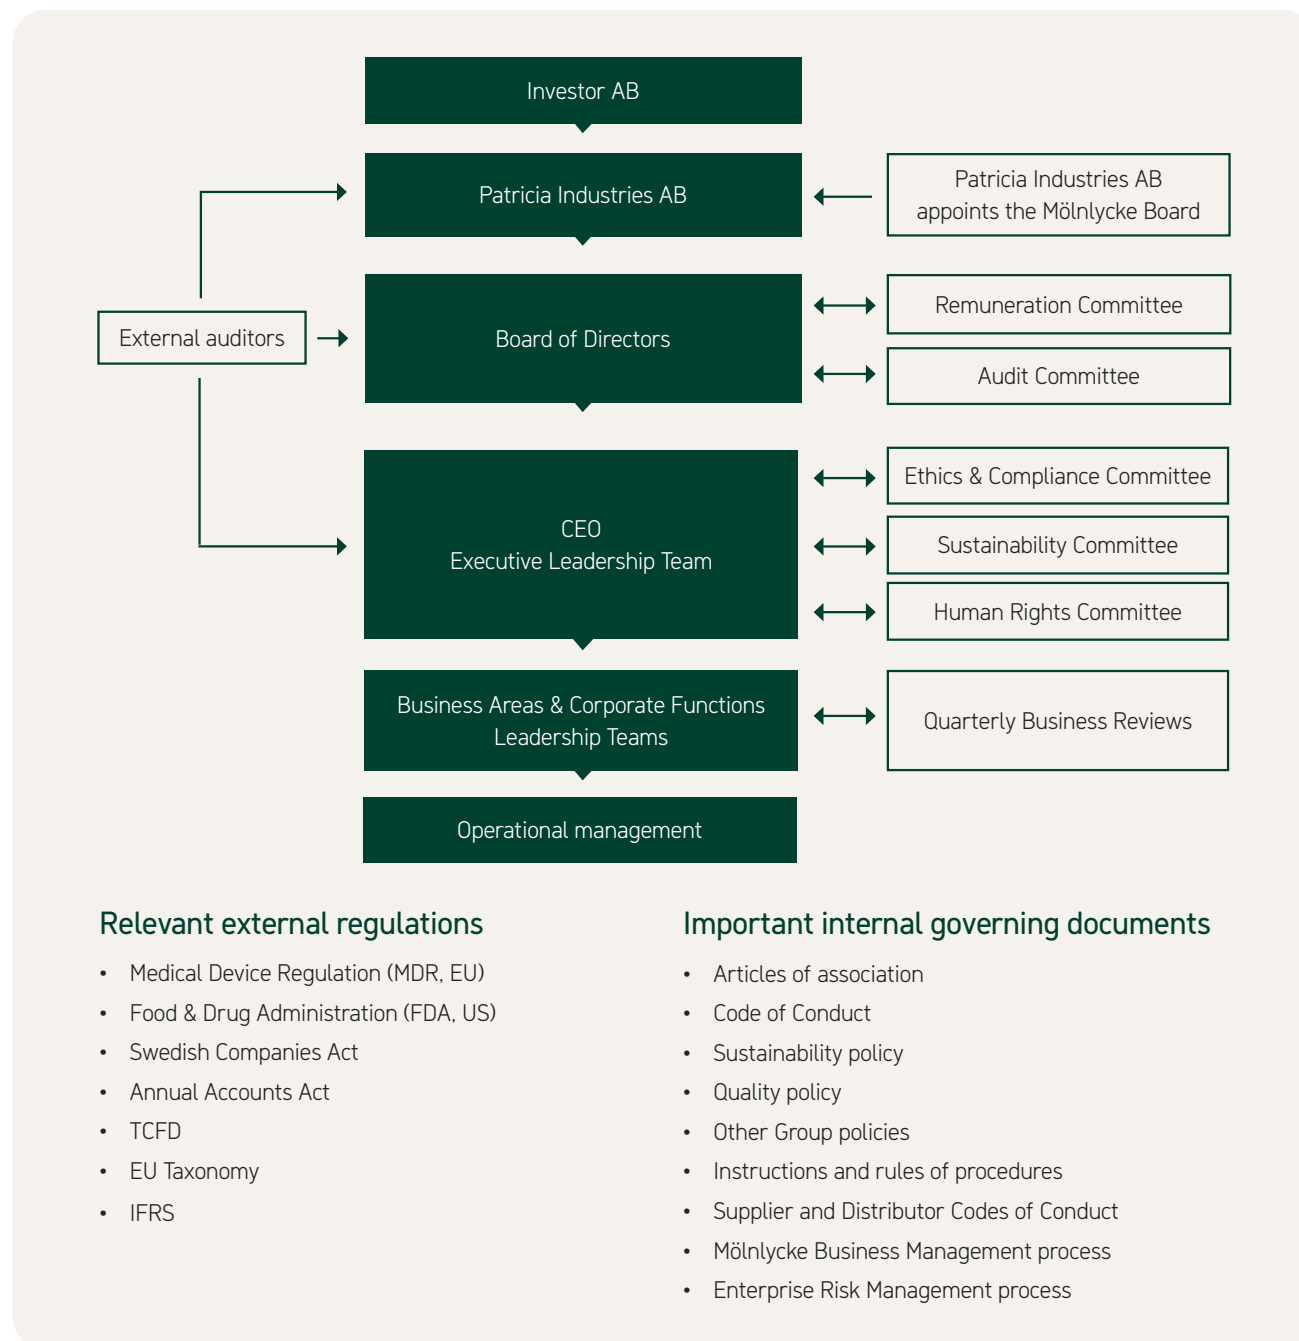 Investor AB
Patricia Industries AB
Patricia Industries AB
appoints the Mölnlycke Board
External auditors
Board of Directors
Remuneration Committee
Audit Committee
CEO
Executive Leadership Team
Ethics & Compliance Committee
Sustainability Committee
Human Rights Committee
Business Areas & Corporate Functions
Leadership Teams
Quarterly Business Reviews
Operational management
Relevant external regulations
• Medical Device Regulation (MDR, EU)
• Food & Drug Administration (FDA, US)
• Swedish Companies Act
• Annual Accounts Act
• TCFD
• EU Taxonomy
• IFRS
Important internal governing documents
• Articles of association
• Code of Conduct
• Sustainability policy
• Quality policy
• Other Group policies
• Instructions and rules of procedures
• Supplier and Distributor Codes of Conduct
• Mölnlycke Business Management process
• Enterprise Risk Management process